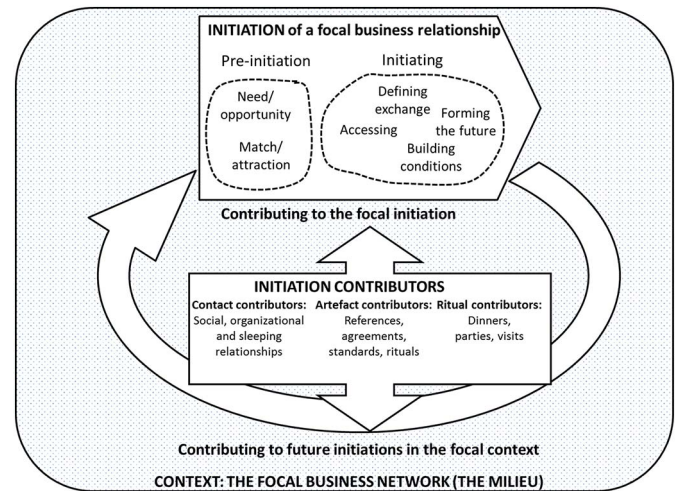 INITIATION of a focal business relationship
Pre-initiation
Initiating
Need/
opportunity
Match/
attraction
Defining
exchange
Accessing
Forming
the future
Building
conditions
Contributing to the focal initiation
INITIATION CONTRIBUTORS
Contact contributors:
Social, organizational
and sleeping
relationships
Artefact contributors:
References,
agreements,
standards, rituals
Ritual contributors:
Dinners,
parties, visits
Contributing to future initiations in the focal context
CONTEXT: THE FOCAL BUSINESS NETWORK (THE MILIEU)